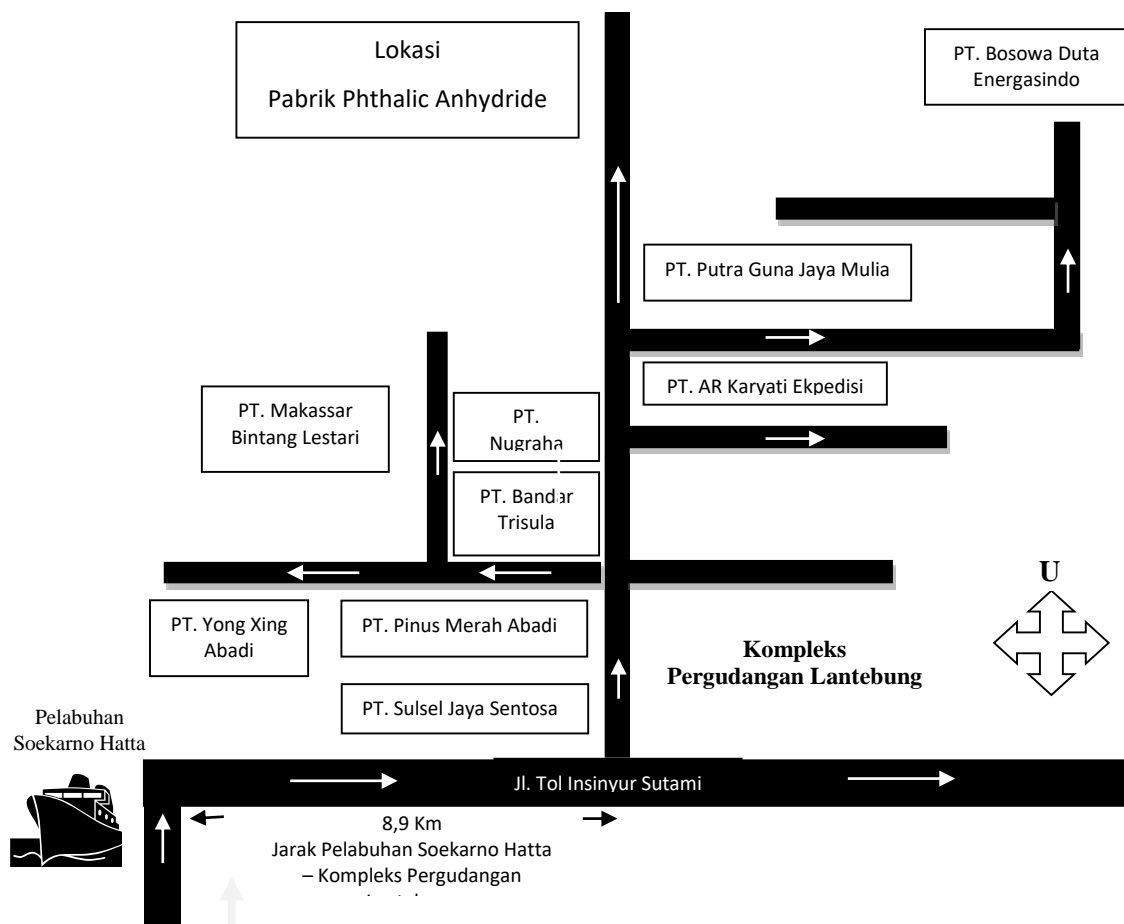 Lokasi
Pabrik Phthalic Anhydride
PT. Bosowa Duta
Energasindo
PT. Putra Guna Jaya Mulia
PT. AR Karyati Ekpedisi
PT. Makassar
Bintang Lestari
PT.
Nugraha
PT. Bandar
Trisula
PT. Yong Xing
Abadi
PT. Pinus Merah Abadi
U
Kompleks
Pergudangan Lantebung
PT. Sulsel Jaya Sentosa
Pelabuhan
Soekarno Hatta
Jl. Tol Insinyur Sutami
8,9 Km
Jarak Pelabuhan Soekarno Hatta
– Kompleks Pergudangan